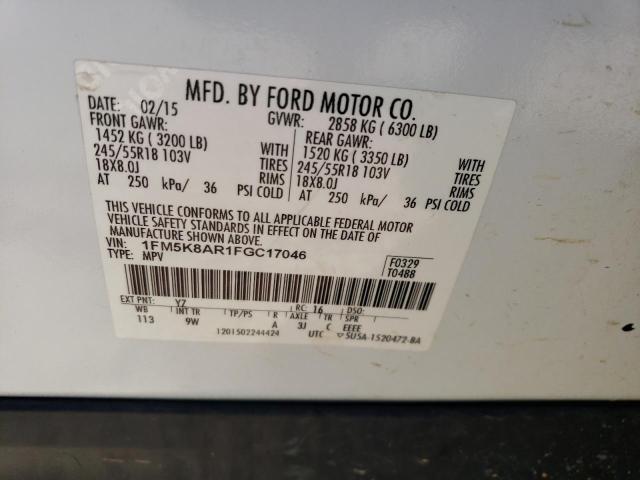 MFD. BY FORD MOTOR CO.
DATE: 02/15 GVWR: 2858 KG ( 6300 LB)
FRONT GAWR: REAR GAWR:
1452 KG ( 3200 LB) WITH 1520 KG ( 3350 LB) WITH
245/55R18 103V TIRES 245/55R18 103V TIRES
18X8.0J RIMS 18X8.0J RIMS
AT 250 kPa/ 36 PSI COLD AT 250 kPa/ 36 PSI COLD
THIS VEHICLE CONFORMS TO ALL APPLICABLE FEDERAL MOTOR
VEHICLE SAFETY STANDARDS IN EFFECT ON THE DATE OF
MANUFACTURE SHOWN ABOVE.
VIN: 1FM5K8AR1FGC17046
TYPE: MPV
F0329
T0488
EXT PNT: YZ RC: 16 DSO:
WB INT TR TP/PS R AXLE TR SPR
113 9W A 3J C EEEE
1201502244424 UTC ▽ SU5A-1520472-BA